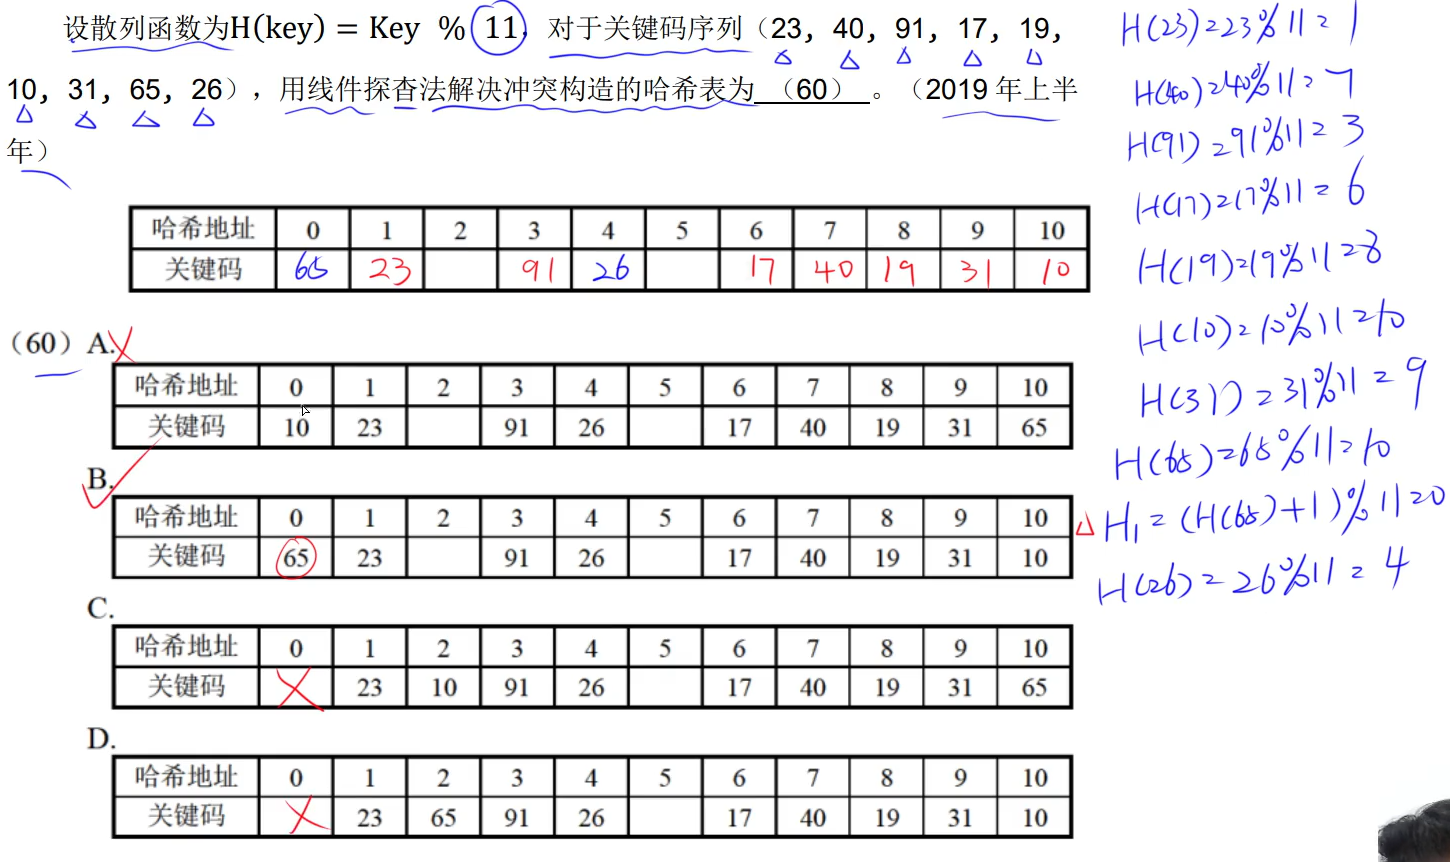 设散列函数为H(key) = Key % 11，对于关键码序列（23，40，91，17，19，
10，31，65，26），用线件探查法解决冲突构造的哈希表为（60）。（2019年上半
年）
哈希地址 0 1 2 3 4 5 6 7 8 9 10
关键码 65 23 91 26 17 40 19 31 10
（60）A.
哈希地址 0 1 2 3 4 5 6 7 8 9 10
关键码 10 23 91 26 17 40 19 31 65
B.
哈希地址 0 1 2 3 4 5 6 7 8 9 10
关键码 65 23 91 26 17 40 19 31 10
C.
哈希地址 0 1 2 3 4 5 6 7 8 9 10
关键码 23 10 91 26 17 40 19 31 65
D.
哈希地址 0 1 2 3 4 5 6 7 8 9 10
关键码 23 65 91 26 17 40 19 31 10
H(23)=23%11=1
H(40)=40%11=7
H(91)=91%11=3
H(17)=17%11=6
H(19)=19%11=8
H(10)=10%11=10
H(31)=31%11=9
H(65)=65%11=10
H1=(H(65)+1)%11=0
H(26)=26%11=4